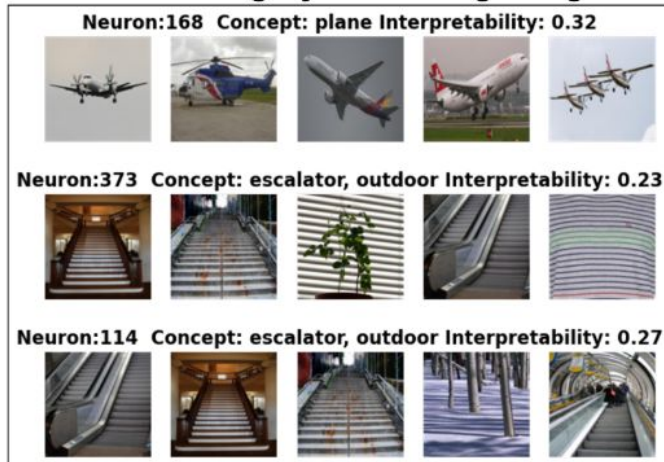 Neuron:168 Concept: plane Interpretability: 0.32
Neuron:373 Concept: escalator, outdoor Interpretability: 0.23
Neuron:114 Concept: escalator, outdoor Interpretability: 0.27